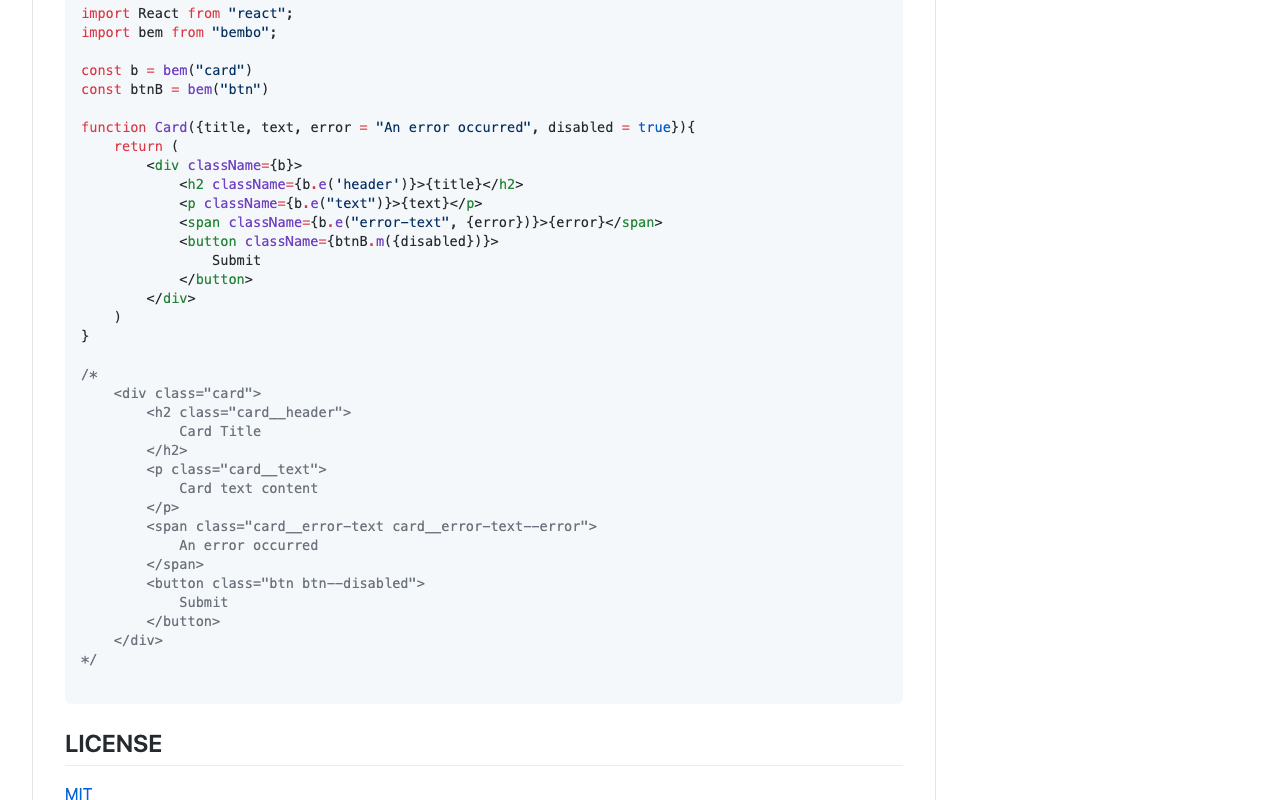 import React from "react";
import bem from "bembo";

const b = bem("card")
const btnB = bem("btn")

function Card({title, text, error = "An error occurred", disabled = true}){
    return (
        <div className={b}>
            <h2 className={b.e('header')}>{title}</h2>
            <p className={b.e("text")}>{text}</p>
            <span className={b.e("error-text", {error})}>{error}</span>
            <button className={btnB.m({disabled})}>
                Submit
            </button>
        </div>
    )
}

/*
    <div class="card">
        <h2 class="card__header">
            Card Title
        </h2>
        <p class="card__text">
            Card text content
        </p>
        <span class="card__error-text card__error-text--error">
            An error occurred
        </span>
        <button class="btn btn--disabled">
            Submit
        </button>
    </div>
*/

LICENSE
MIT